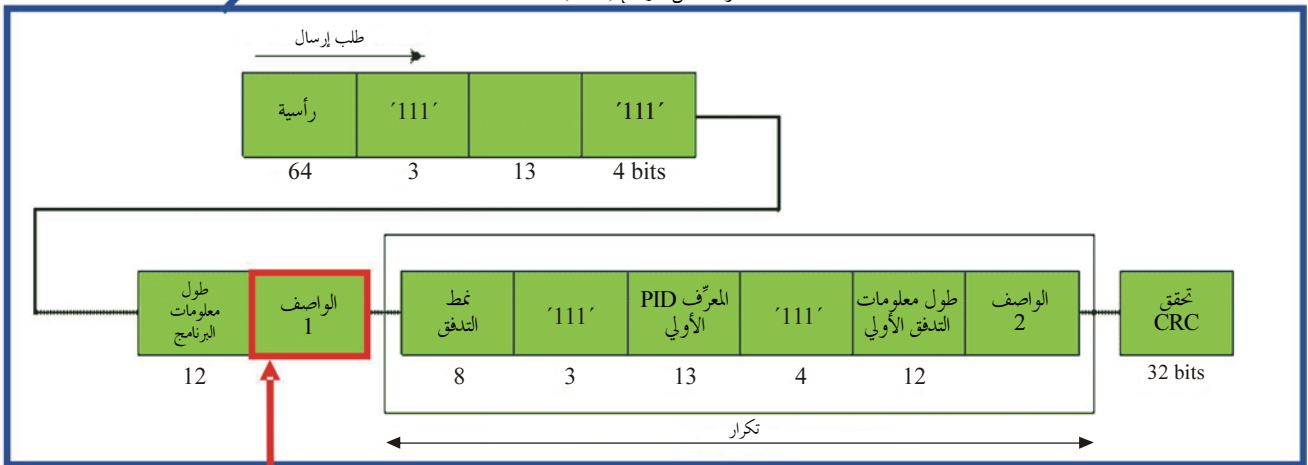 طلب إرسال
رأسية
´111´
´111´
64
3
13
4 bits
طول
معلومات
البرنامج
الواصف
1
نمط
التدفق
´111´
المعرِّف PID
الأولي
´111´
طول معلومات
التدفق الأولي
الواصف
2
تحقق
CRC
12
8
3
13
4
12
32 bits
تكرار